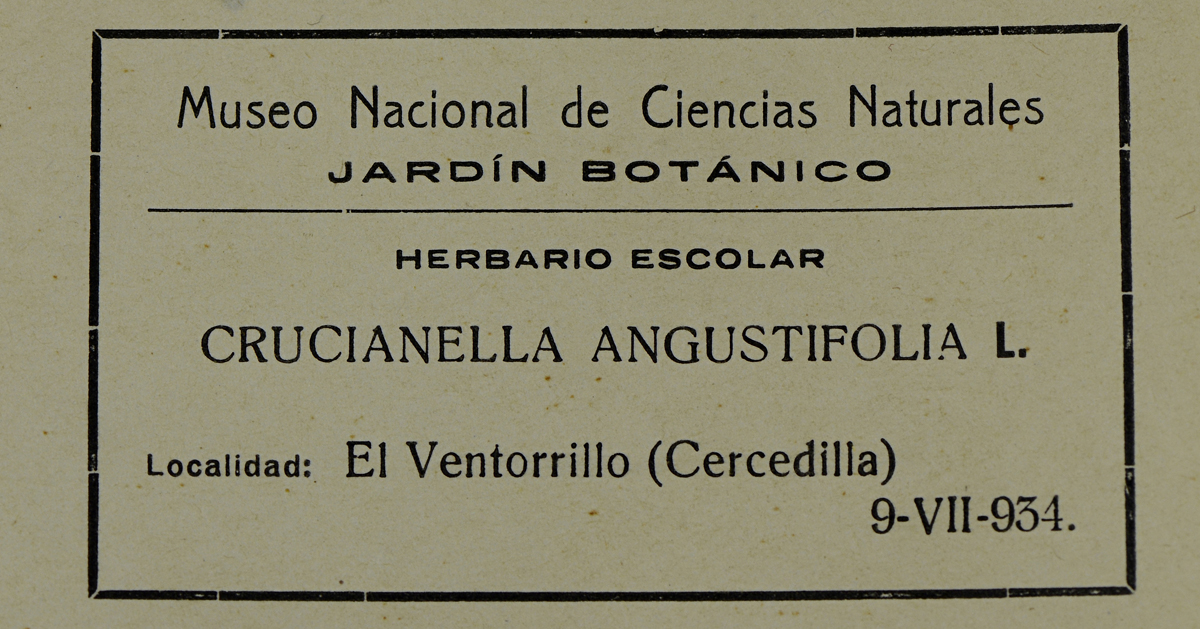 Museo Nacional de Ciencias Naturales
JARDÍN BOTÁNICO
HERBARIO ESCOLAR
CRUCIANELLA ANGUSTIFOLIA L.
Localidad: El Ventorrillo (Cercedilla)
9-VII-934.